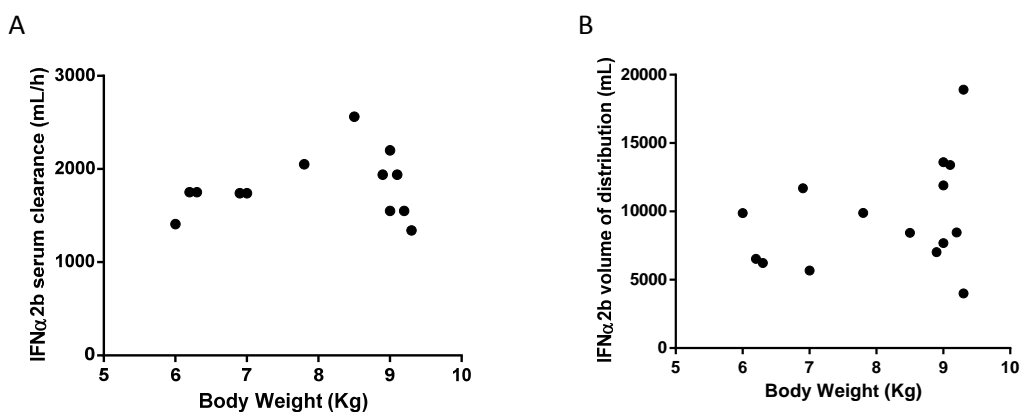 A
IFNα2b serum clearance (mL/h)
3000
2000
1000
0
5 6 7 8 9 10
Body Weight (Kg)
B
IFNα2b volume of distribution (mL)
20000
15000
10000
5000
0
5 6 7 8 9 10
Body Weight (Kg)